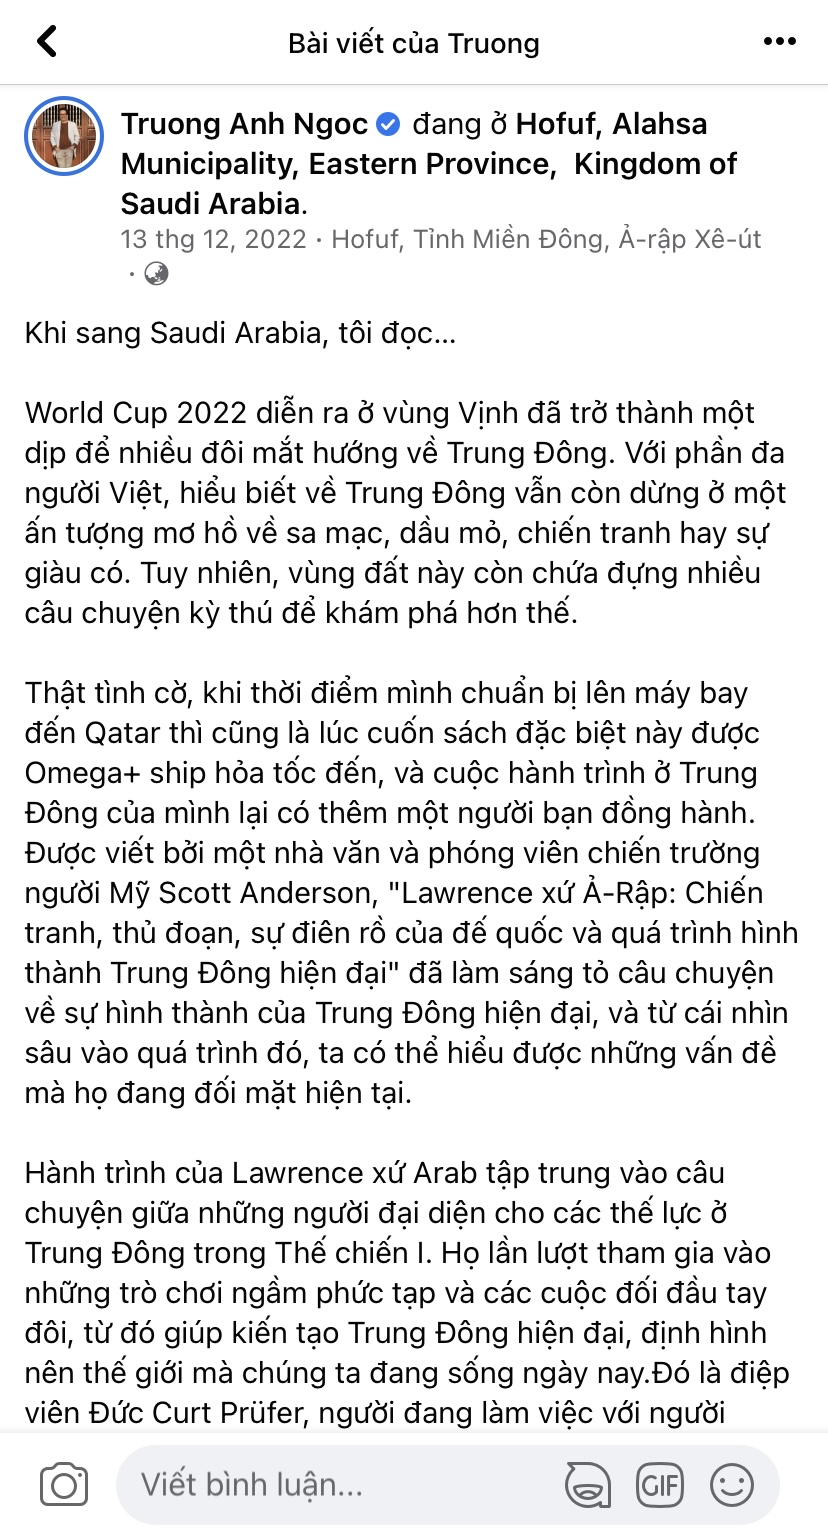 Bài viết của Truong
Truong Anh Ngoc đang ở Hofuf, Alahsa
Municipality, Eastern Province, Kingdom of
Saudi Arabia.
13 thg 12, 2022 · Hofuf, Tỉnh Miền Đông, Ả-rập Xê-út
·
Khi sang Saudi Arabia, tôi đọc...
World Cup 2022 diễn ra ở vùng Vịnh đã trở thành một
dịp để nhiều đôi mắt hướng về Trung Đông. Với phần đa
người Việt, hiểu biết về Trung Đông vẫn còn dừng ở một
ấn tượng mơ hồ về sa mạc, dầu mỏ, chiến tranh hay sự
giàu có. Tuy nhiên, vùng đất này còn chứa đựng nhiều
câu chuyện kỳ thú để khám phá hơn thế.
Thật tình cờ, khi thời điểm mình chuẩn bị lên máy bay
đến Qatar thì cũng là lúc cuốn sách đặc biệt này được
Omega+ ship hỏa tốc đến, và cuộc hành trình ở Trung
Đông của mình lại có thêm một người bạn đồng hành.
Được viết bởi một nhà văn và phóng viên chiến trường
người Mỹ Scott Anderson, "Lawrence xứ Ả-Rập: Chiến
tranh, thủ đoạn, sự điên rồ của đế quốc và quá trình hình
thành Trung Đông hiện đại" đã làm sáng tỏ câu chuyện
về sự hình thành của Trung Đông hiện đại, và từ cái nhìn
sâu vào quá trình đó, ta có thể hiểu được những vấn đề
mà họ đang đối mặt hiện tại.
Hành trình của Lawrence xứ Arab tập trung vào câu
chuyện giữa những người đại diện cho các thế lực ở
Trung Đông trong Thế chiến I. Họ lần lượt tham gia vào
những trò chơi ngầm phức tạp và các cuộc đối đầu tay
đôi, từ đó giúp kiến tạo Trung Đông hiện đại, định hình
nên thế giới mà chúng ta đang sống ngày nay.Đó là điệp
viên Đức Curt Prüfer, người đang làm việc với người
Viết bình luận...
GIF